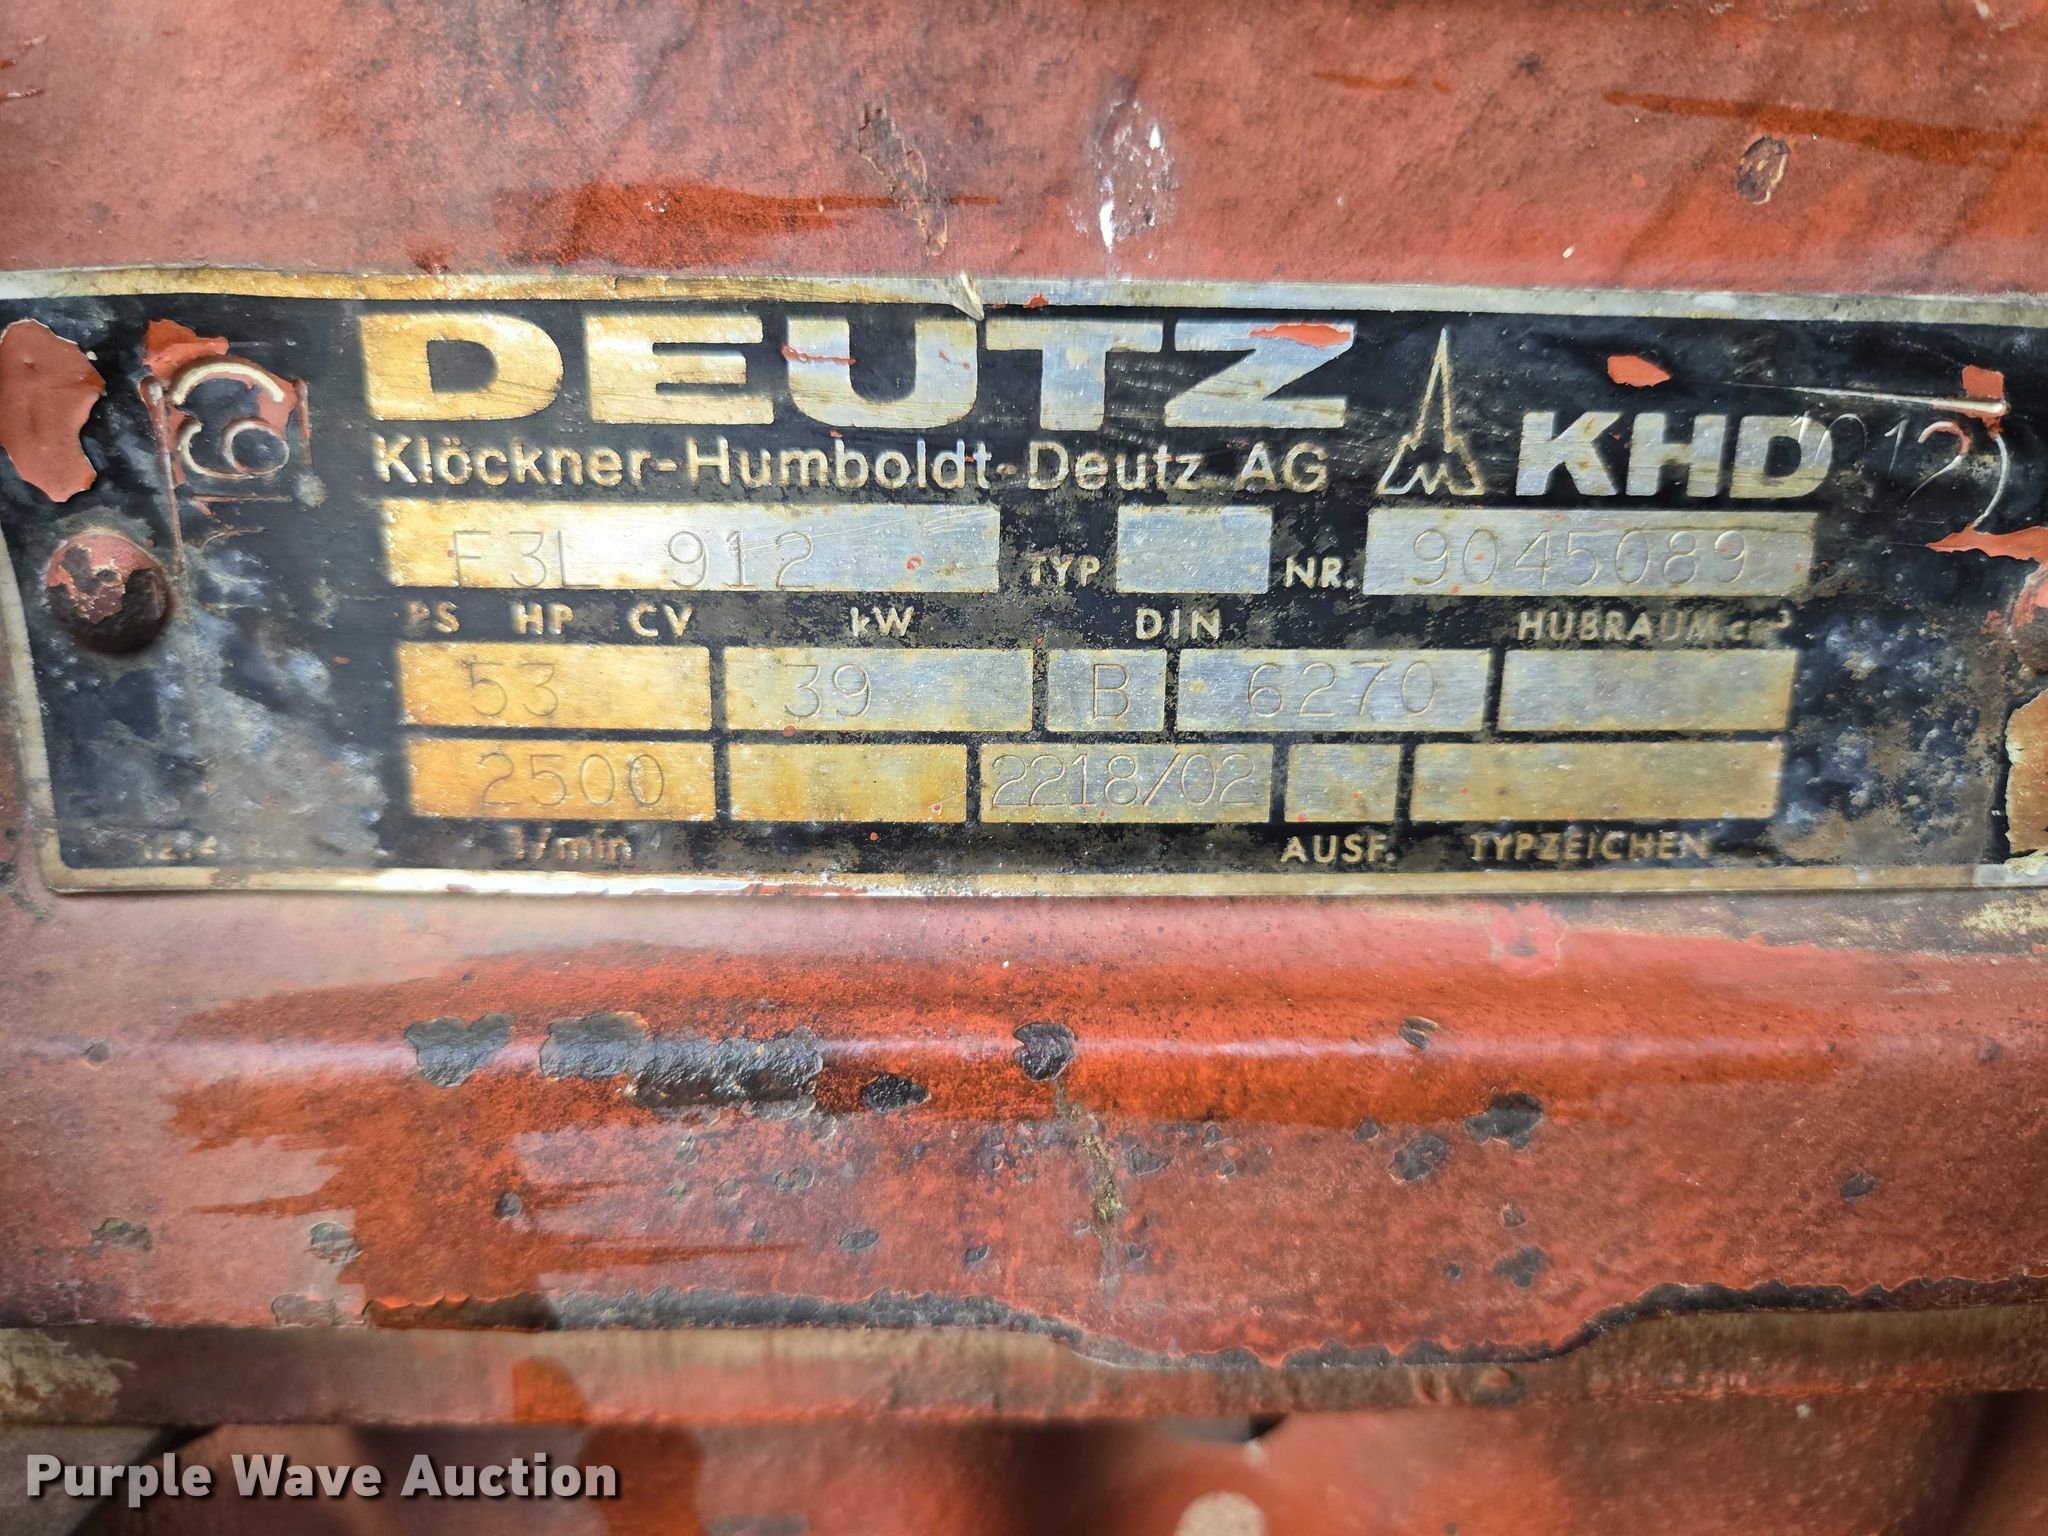 DEUTZ
Klöckner-Humboldt-Deutz AG KHD
F3L 912 TYP NR. 9045089
PS HP CV kW DIN HUBRAUM cm³
53 39 B 6270
2500 2218/02
1/min AUSF. TYPZEICHEN
Purple Wave Auction